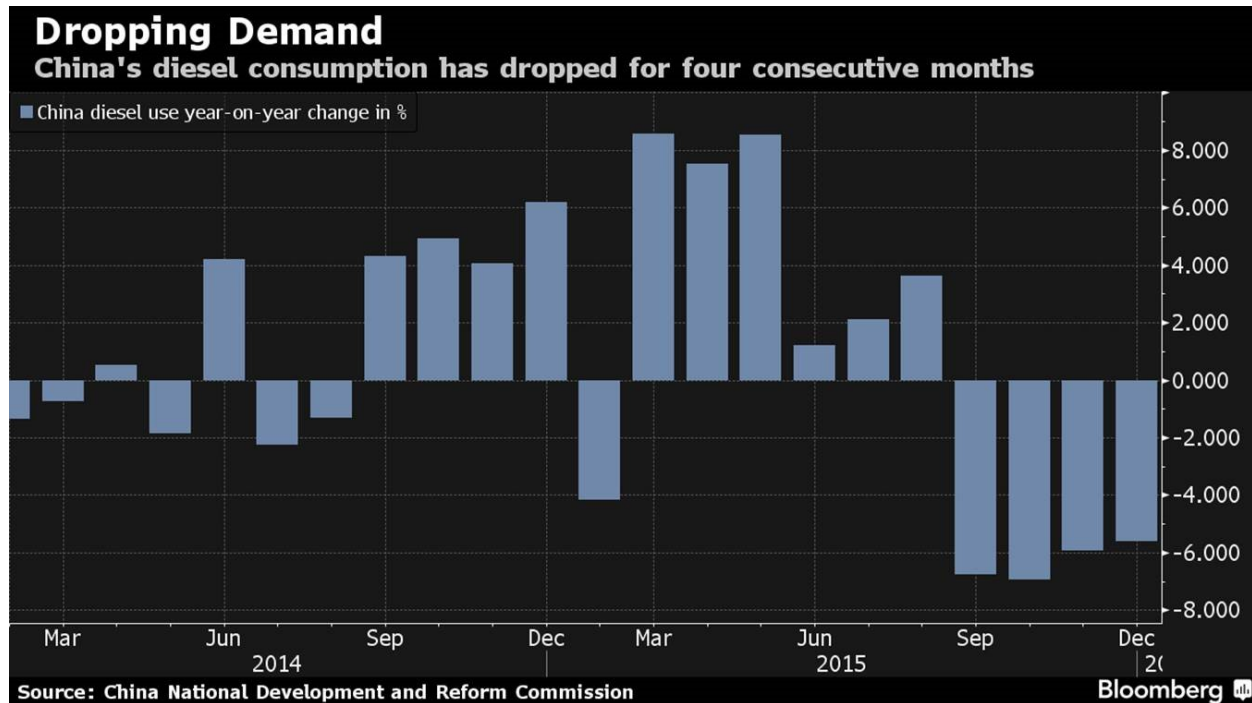 Dropping Demand
China's diesel consumption has dropped for four consecutive months
China diesel use year-on-year change in %
8.000
6.000
4.000
2.000
0.000
-2.000
-4.000
-6.000
-8.000
Mar Jun Sep Dec Mar Jun Sep Dec
2014 2015
Source: China National Development and Reform Commission
Bloomberg